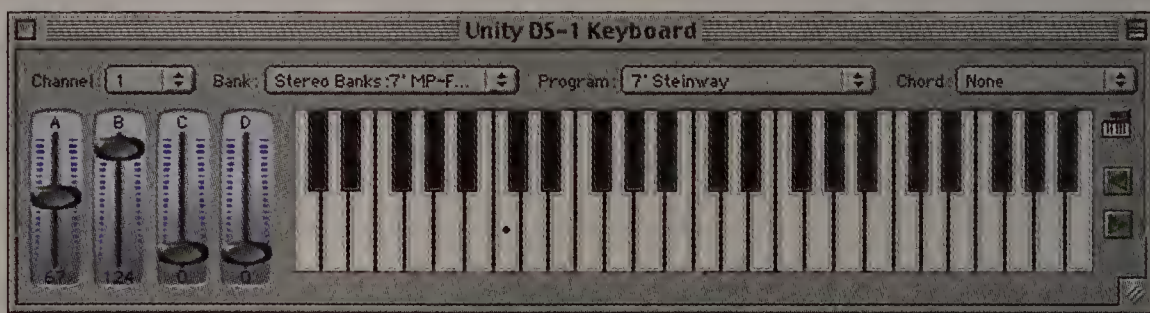 Unity DS-1 Keyboard
Channel: 1 Bank: Stereo Banks:7' MP-F... Program: 7' Steinway Chord: None
A B C D
67 124 0 0